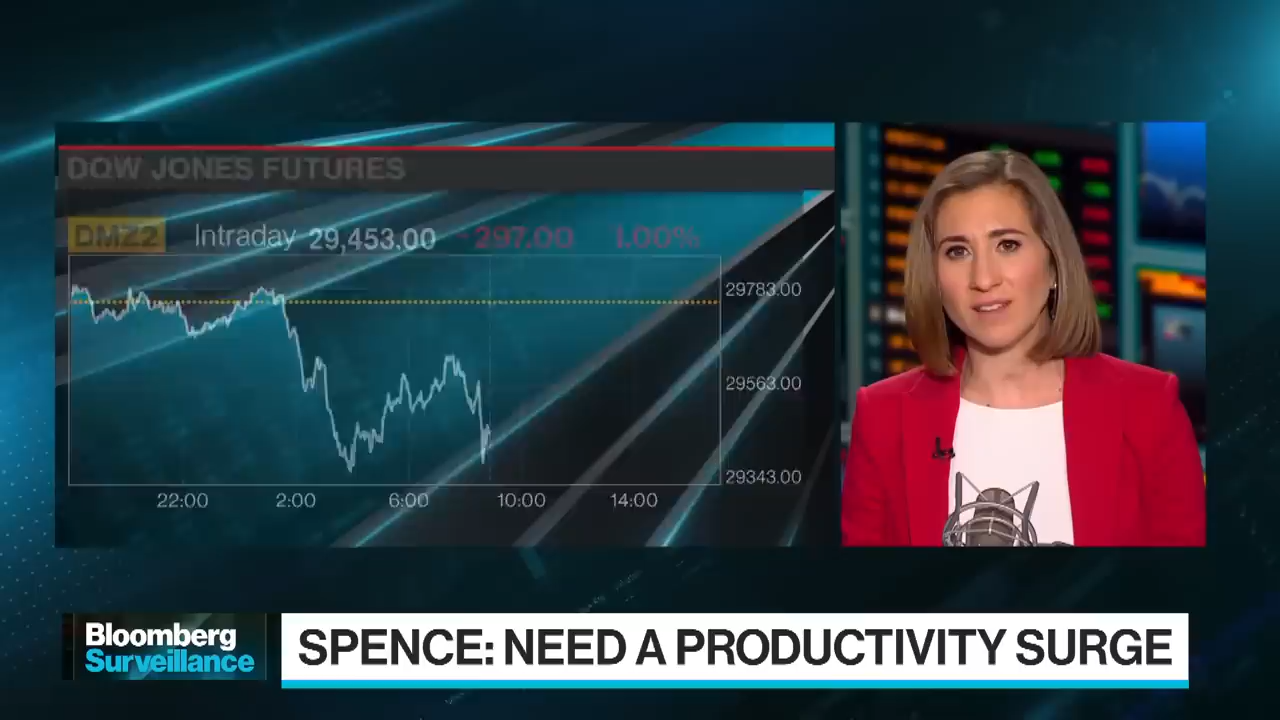 DOW JONES FUTURES
DMZ2 Intraday 29,453.00 -297.00 1.00%
29783.00
29563.00
29343.00
22:00 2:00 6:00 10:00 14:00
Bloomberg
Surveillance
SPENCE: NEED A PRODUCTIVITY SURGE